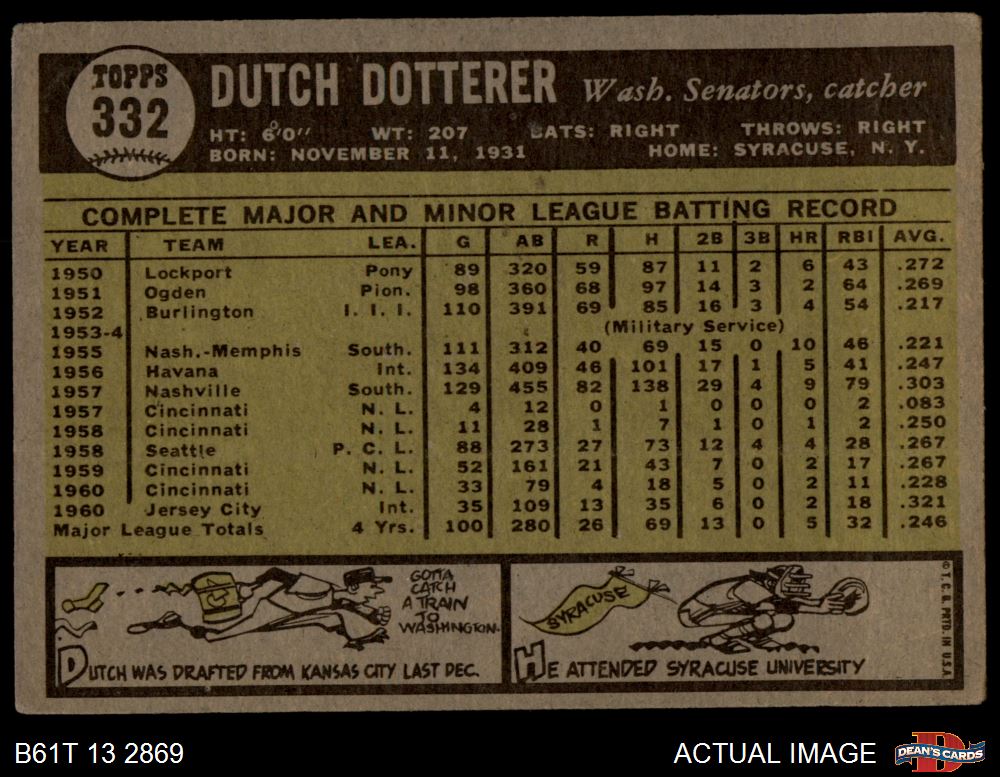 TOPPS
332
DUTCH DOTTERER Wash. Senators, catcher
HT: 6'0'' WT: 207 BATS: RIGHT THROWS: RIGHT
BORN: NOVEMBER 11, 1931 HOME: SYRACUSE, N. Y.
COMPLETE MAJOR AND MINOR LEAGUE BATTING RECORD
YEAR TEAM LEA. G AB R H 2B 3B HR RBI AVG.
1950 Lockport Pony 89 320 59 87 11 2 6 43 .272
1951 Ogden Pion. 98 360 68 97 14 3 2 64 .269
1952 Burlington I. I. I. 110 391 69 85 16 3 4 54 .217
1953-4 (Military Service)
1955 Nash.-Memphis South. 111 312 40 69 15 0 10 46 .221
1956 Havana Int. 134 409 46 101 17 1 5 41 .247
1957 Nashville South. 129 455 82 138 29 4 9 79 .303
1957 Cincinnati N. L. 4 12 0 1 0 0 0 2 .083
1958 Cincinnati N. L. 11 28 1 7 1 0 1 2 .250
1958 Seattle P. C. L. 88 273 27 73 12 4 4 28 .267
1959 Cincinnati N. L. 52 161 21 43 7 0 2 17 .267
1960 Cincinnati N. L. 33 79 4 18 5 0 2 11 .228
1960 Jersey City Int. 35 109 13 35 6 0 2 18 .321
Major League Totals 4 Yrs. 100 280 26 69 13 0 5 32 .246
GOTTA
CATCH
A TRAIN
TO
WASHINGTON.
DUTCH WAS DRAFTED FROM KANSAS CITY LAST DEC.
SYRACUSE
HE ATTENDED SYRACUSE UNIVERSITY
© T. C. G. PRTD. IN U.S.A.
B61T 13 2869
ACTUAL IMAGE
D
DEAN'S CARDS